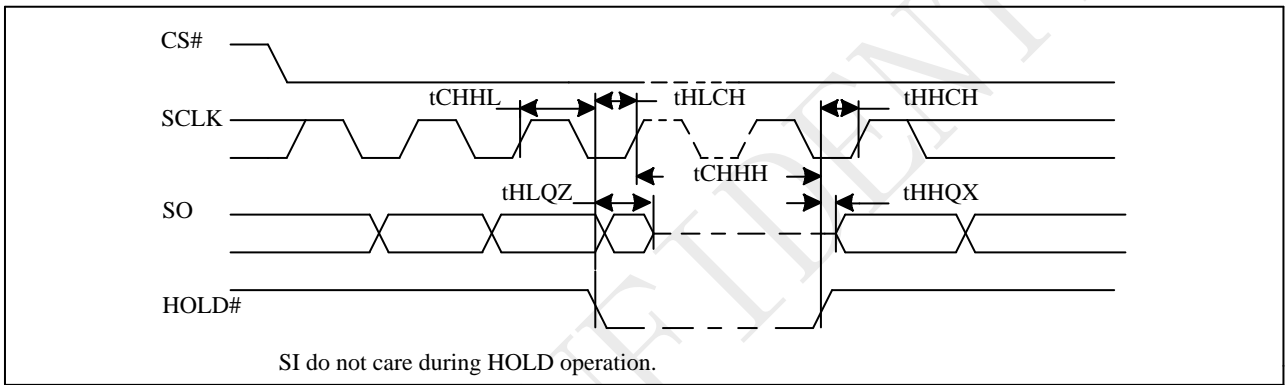 CS#
tCHHL tHLCH tHHCH
SCLK
tCHHH
tHLQZ tHHQX
SO
HOLD#
SI do not care during HOLD operation.